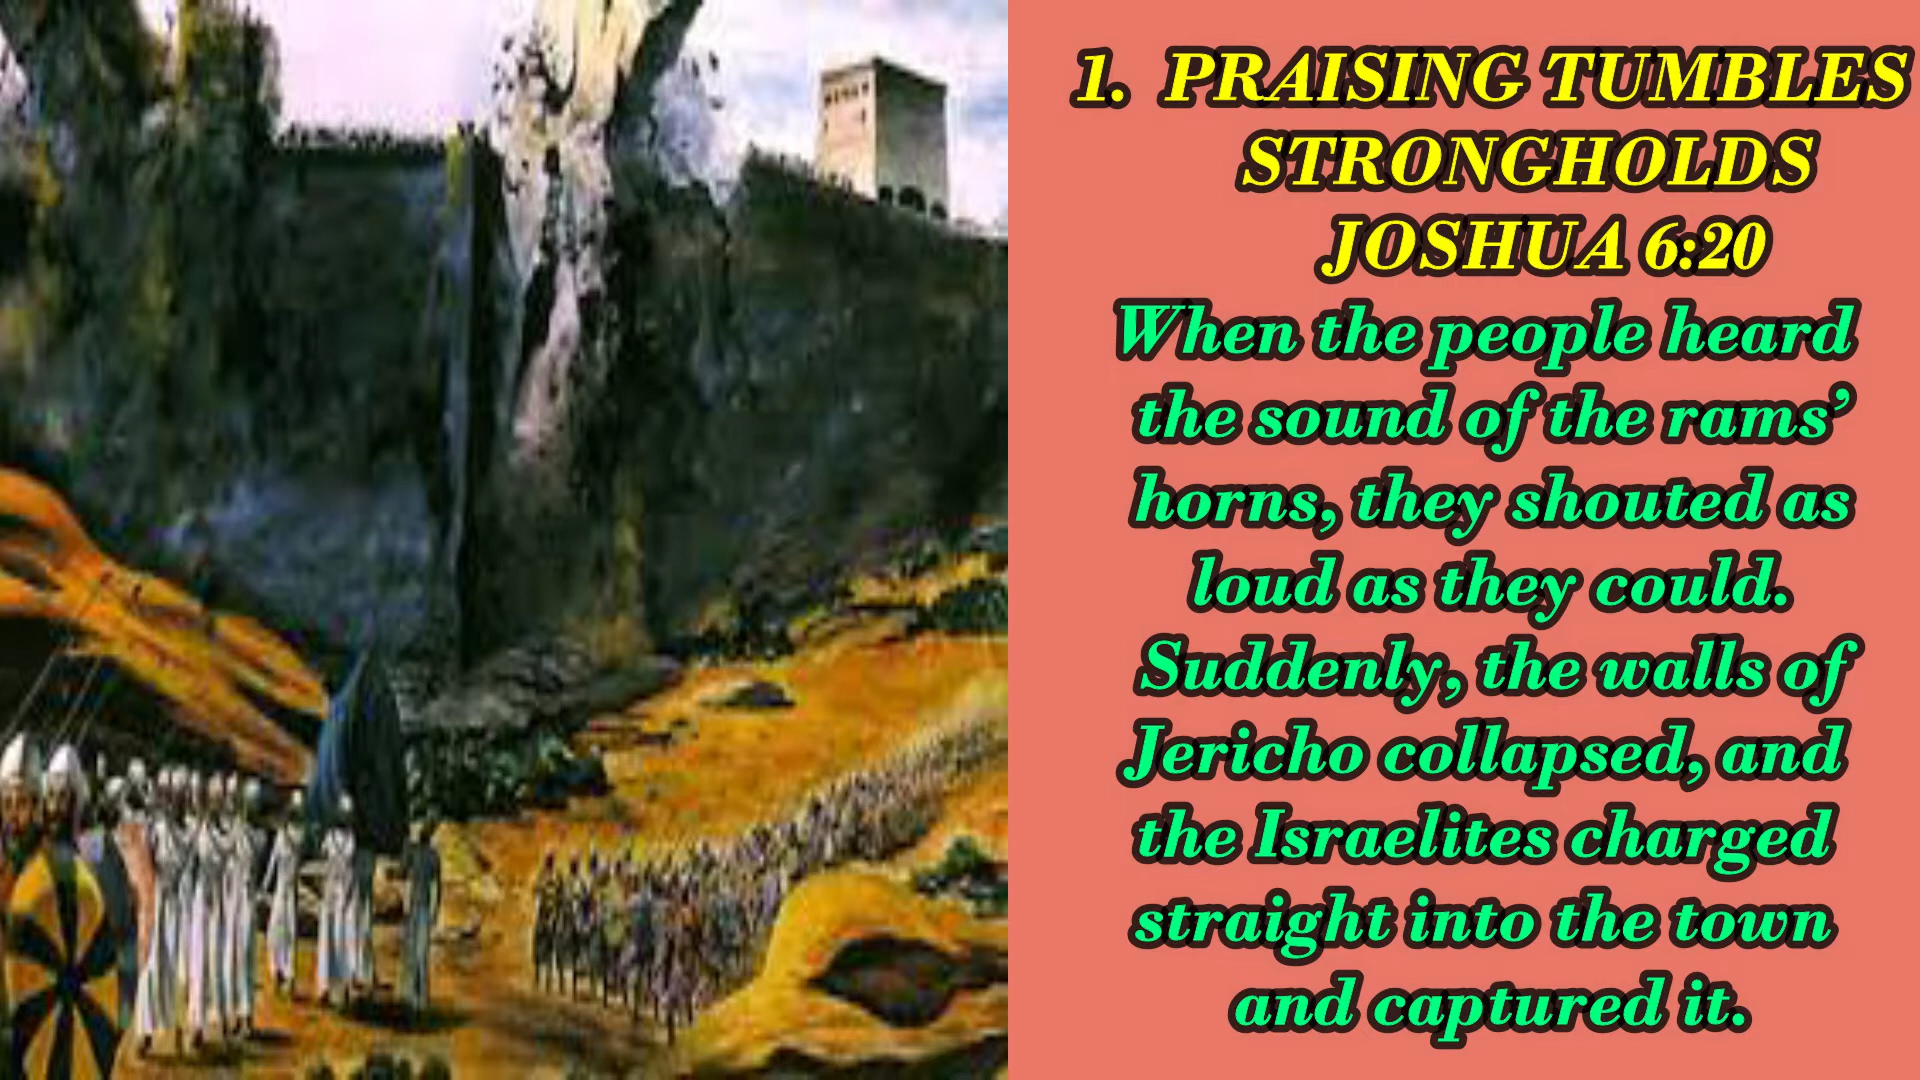 1. PRAISING TUMBLES
STRONGHOLDS
JOSHUA 6:20
When the people heard
the sound of the rams’
horns, they shouted as
loud as they could.
Suddenly, the walls of
Jericho collapsed, and
the Israelites charged
straight into the town
and captured it.